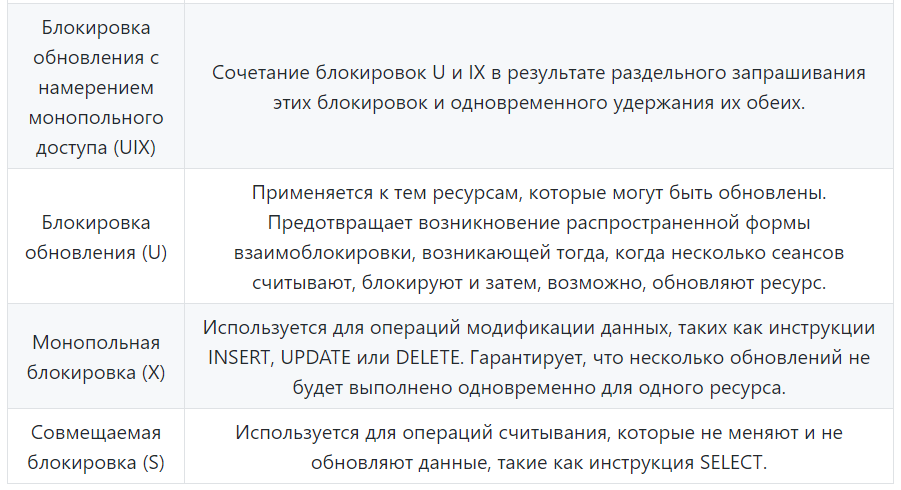 Блокировка
обновления с
намерением
монопольного
доступа (UIX)
Сочетание блокировок U и IX в результате раздельного запрашивания
этих блокировок и одновременного удержания их обеих.
Блокировка
обновления (U)
Применяется к тем ресурсам, которые могут быть обновлены.
Предотвращает возникновение распространенной формы
взаимоблокировки, возникающей тогда, когда несколько сеансов
считывают, блокируют и затем, возможно, обновляют ресурс.
Монопольная
блокировка (X)
Используется для операций модификации данных, таких как инструкции
INSERT, UPDATE или DELETE. Гарантирует, что несколько обновлений не
будет выполнено одновременно для одного ресурса.
Совмещаемая
блокировка (S)
Используется для операций считывания, которые не меняют и не
обновляют данные, такие как инструкция SELECT.